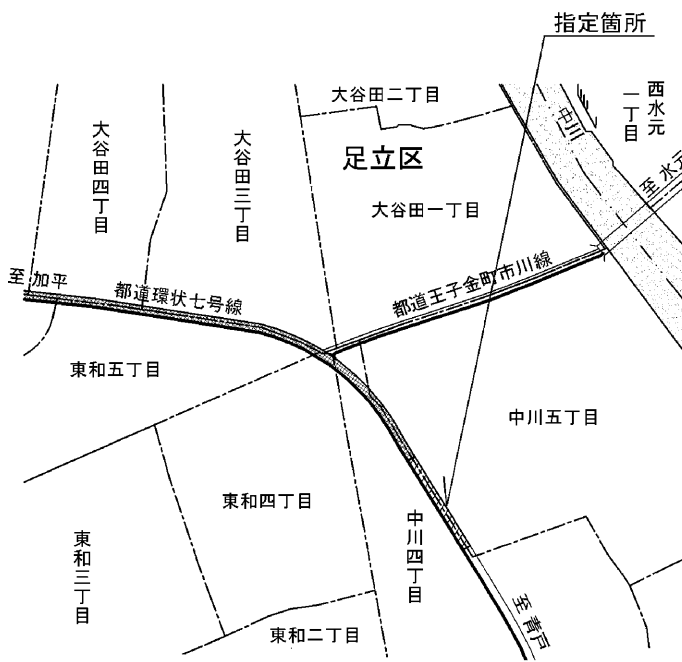 指定箇所
大谷田二丁目
西水元
一丁目
中川
大谷田四丁目
大谷田三丁目
足立区
大谷田一丁目
至 水元
至 加平
都道環状七号線
都道王子金町市川線
東和五丁目
中川五丁目
東和四丁目
東和三丁目
中川四丁目
東和二丁目
至 青戸